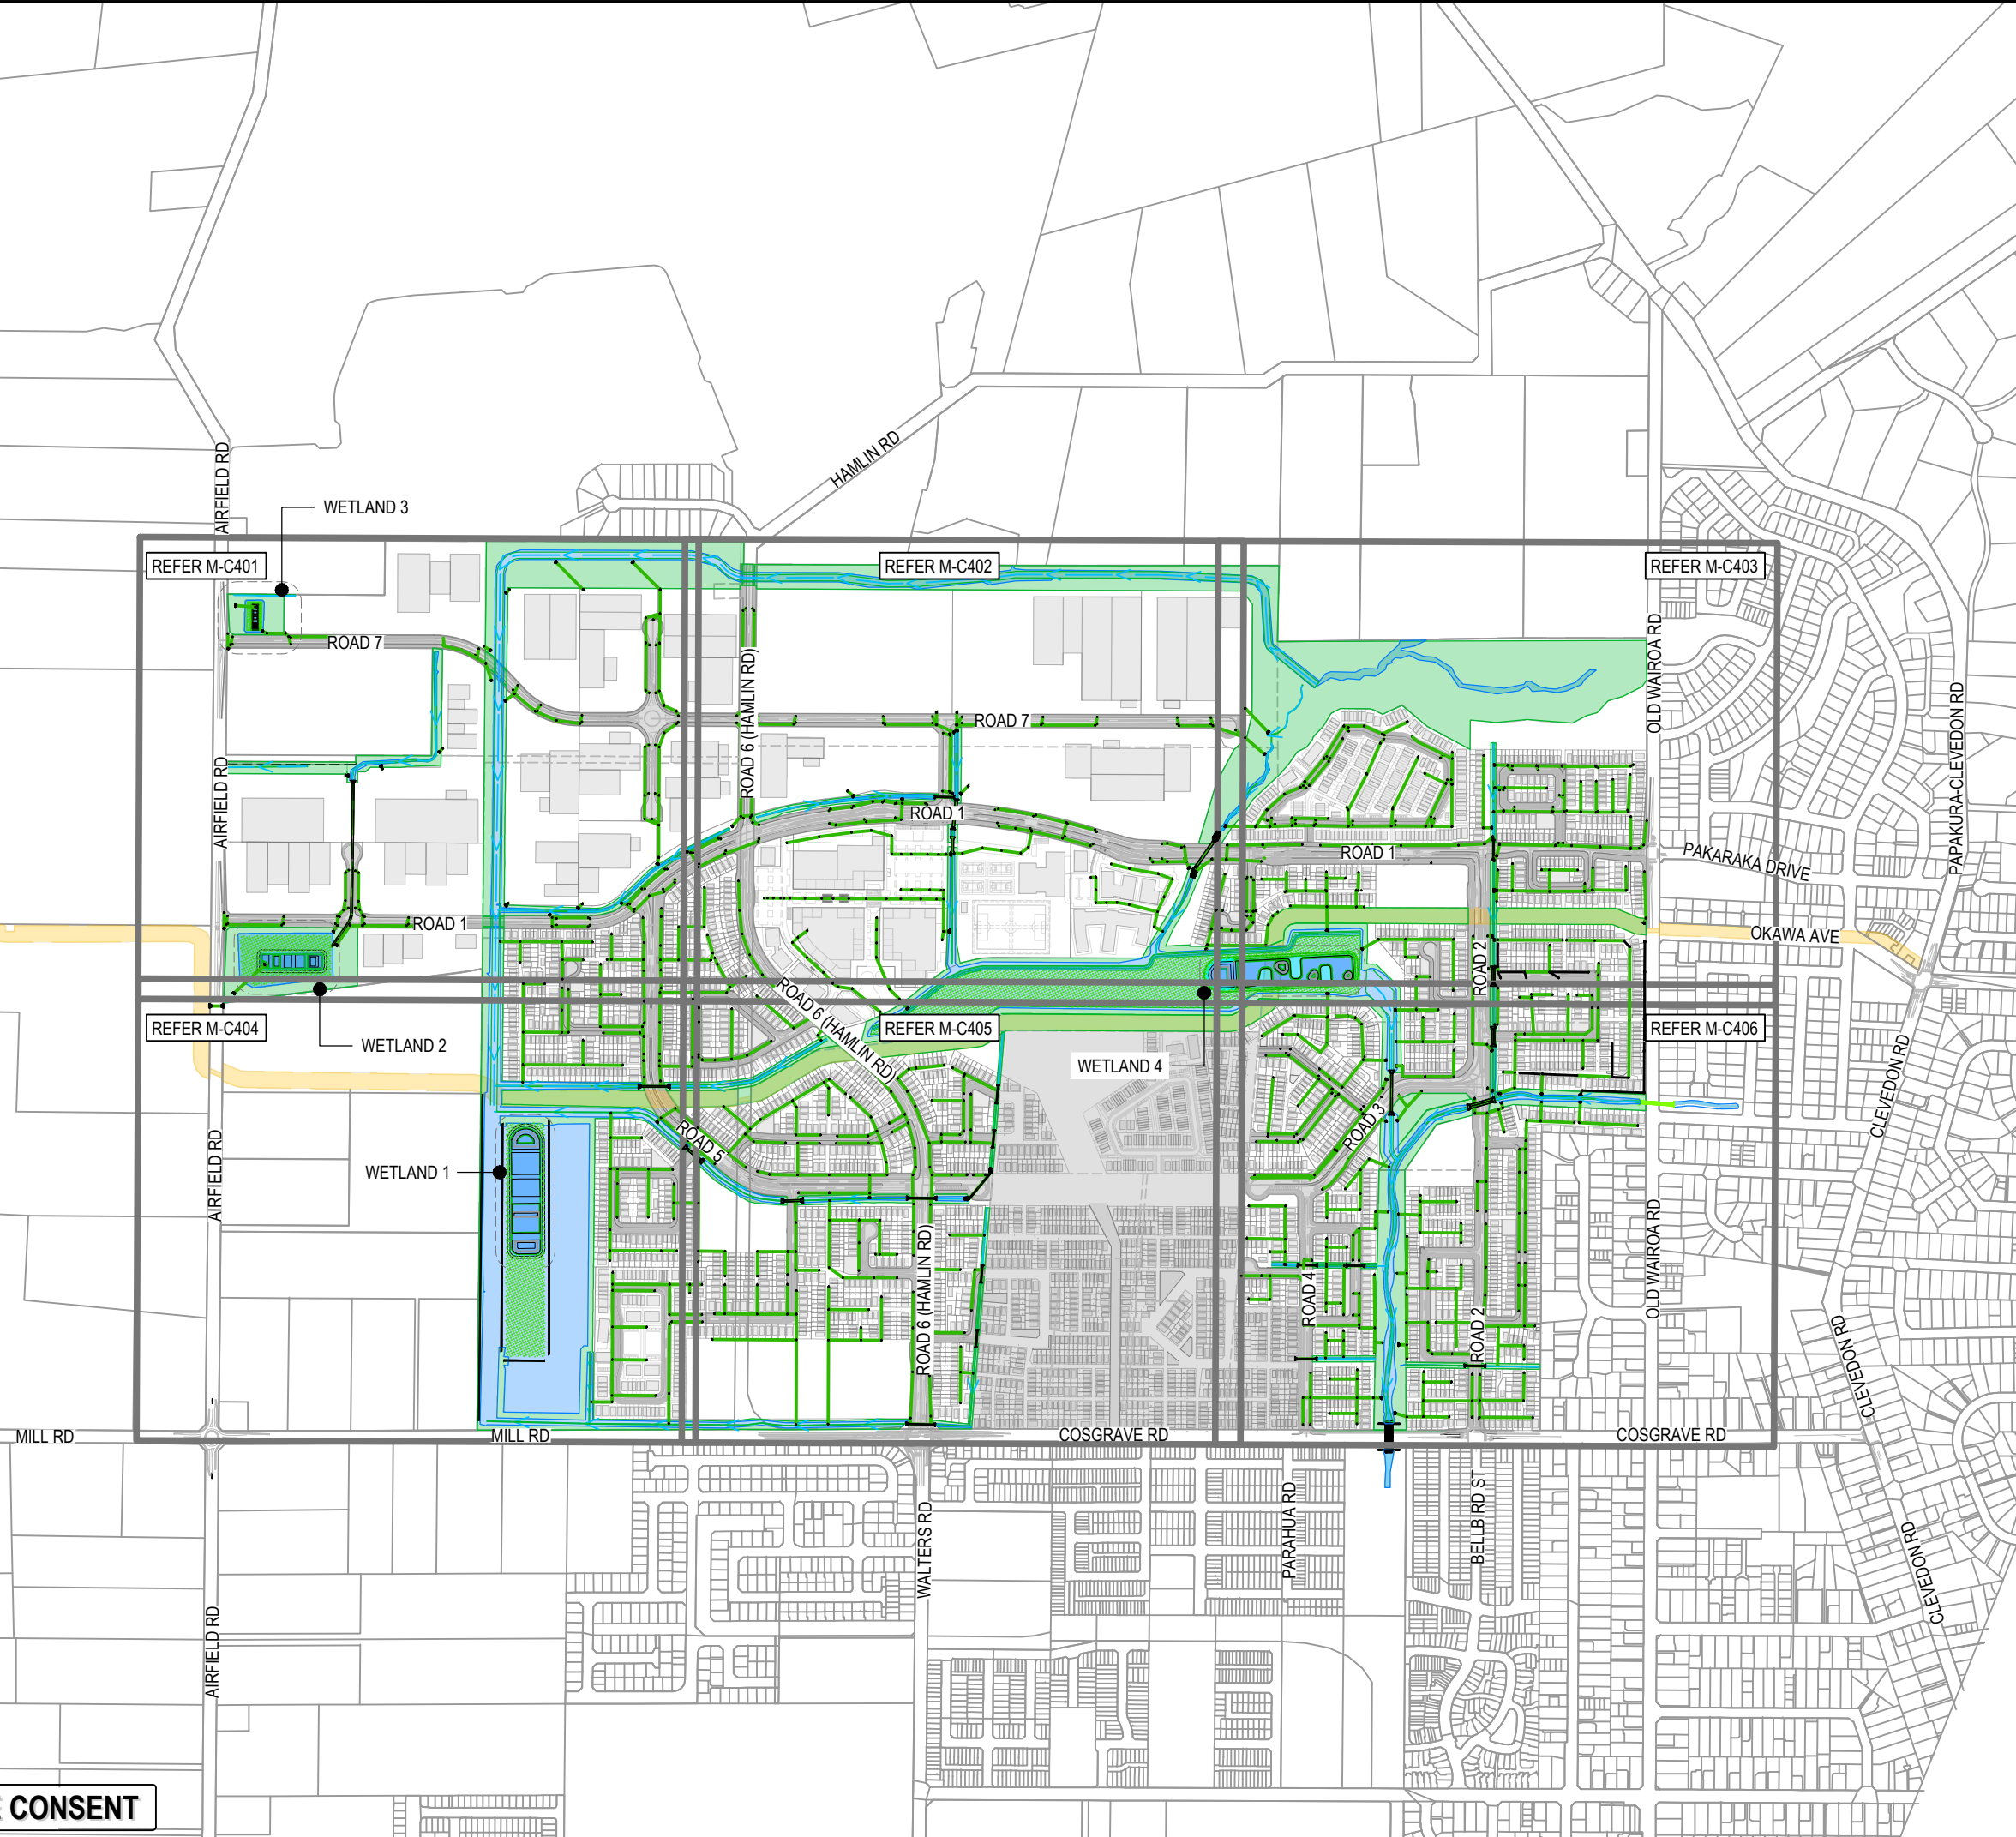 HAMLIN RD
AIRFIELD RD
WETLAND 3
REFER M-C401
REFER M-C402
REFER M-C403
ROAD 7
ROAD 6 (HAMLIN RD)
ROAD 7
OLD WAIROA RD
PAPAKURA-CLEVEDON RD
AIRFIELD RD
ROAD 1
ROAD 1
PAKARAKA DRIVE
ROAD 1
OKAWA AVE
ROAD 2
ROAD 6 (HAMLIN RD)
REFER M-C404
REFER M-C405
REFER M-C406
WETLAND 2
WETLAND 4
CLEVEDON RD
ROAD 3
ROAD 5
WETLAND 1
AIRFIELD RD
OLD WAIROA RD
ROAD 6 (HAMLIN RD)
ROAD 4
ROAD 2
CLEVEDON RD
MILL RD
MILL RD
COSGRAVE RD
COSGRAVE RD
WALTERS RD
PARAHUA RD
BELLBIRD ST
CLEVEDON RD
AIRFIELD RD
CONSENT